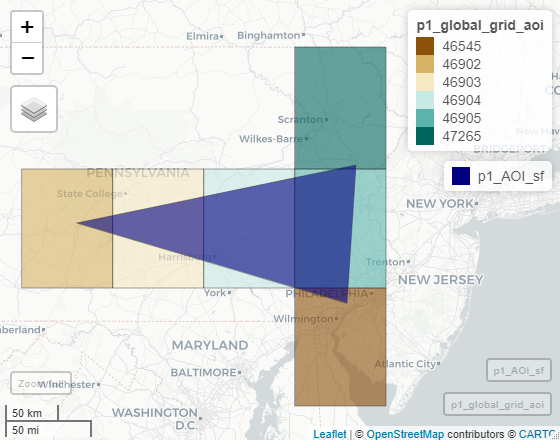 +
−
Elmira
Binghamton
p1_global_grid_aoi
46545
46902
46903
46904
46905
47265
p1_AOI_sf
Scranton
Wilkes-Barre
BRIDGEPORT
PENNSYLVANIA
State College
NEW YORK
Harrisburg
Trenton
NEW JERSEY
York
PHILADELPHIA
Wilmington
MARYLAND
BALTIMORE
Atlantic City
p1_AOI_sf
Winchester
p1_global_grid_aoi
50 km
50 mi
WASHINGTON
D.C.
Leaflet | © OpenStreetMap contributors © CARTO